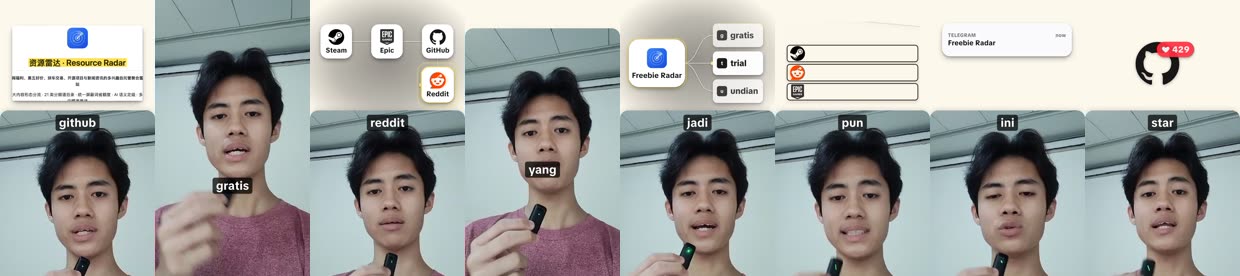 资源雷达 · Resource Radar
github
gratis
Steam
Epic
GitHub
Reddit
reddit
yang
Freebie Radar
gratis
trial
undian
jadi
EPIC
GAMES
pun
TELEGRAM
now
Freebie Radar
ini
429
star